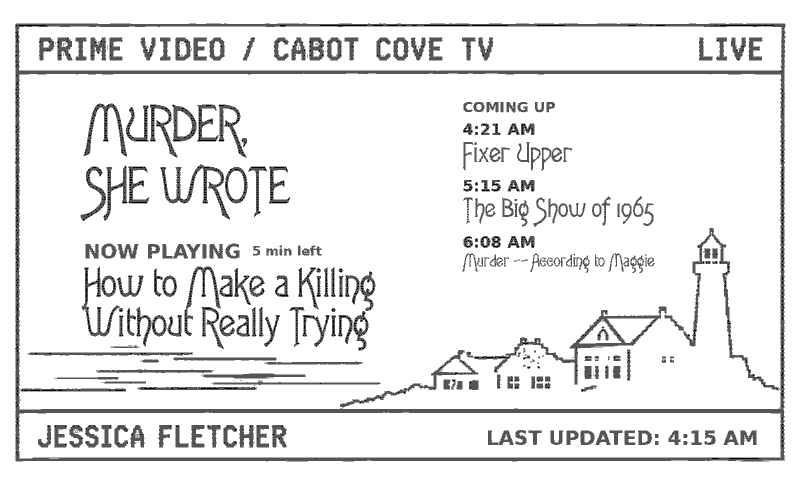 PRIME VIDEO / CABOT COVE TV
LIVE
MURDER,
SHE WROTE
NOW PLAYING 5 min left
How to Make a Killing
Without Really Trying
COMING UP
4:21 AM
Fixer Upper
5:15 AM
The Big Show of 1965
6:08 AM
Murder -- According to Maggie
JESSICA FLETCHER
LAST UPDATED: 4:15 AM